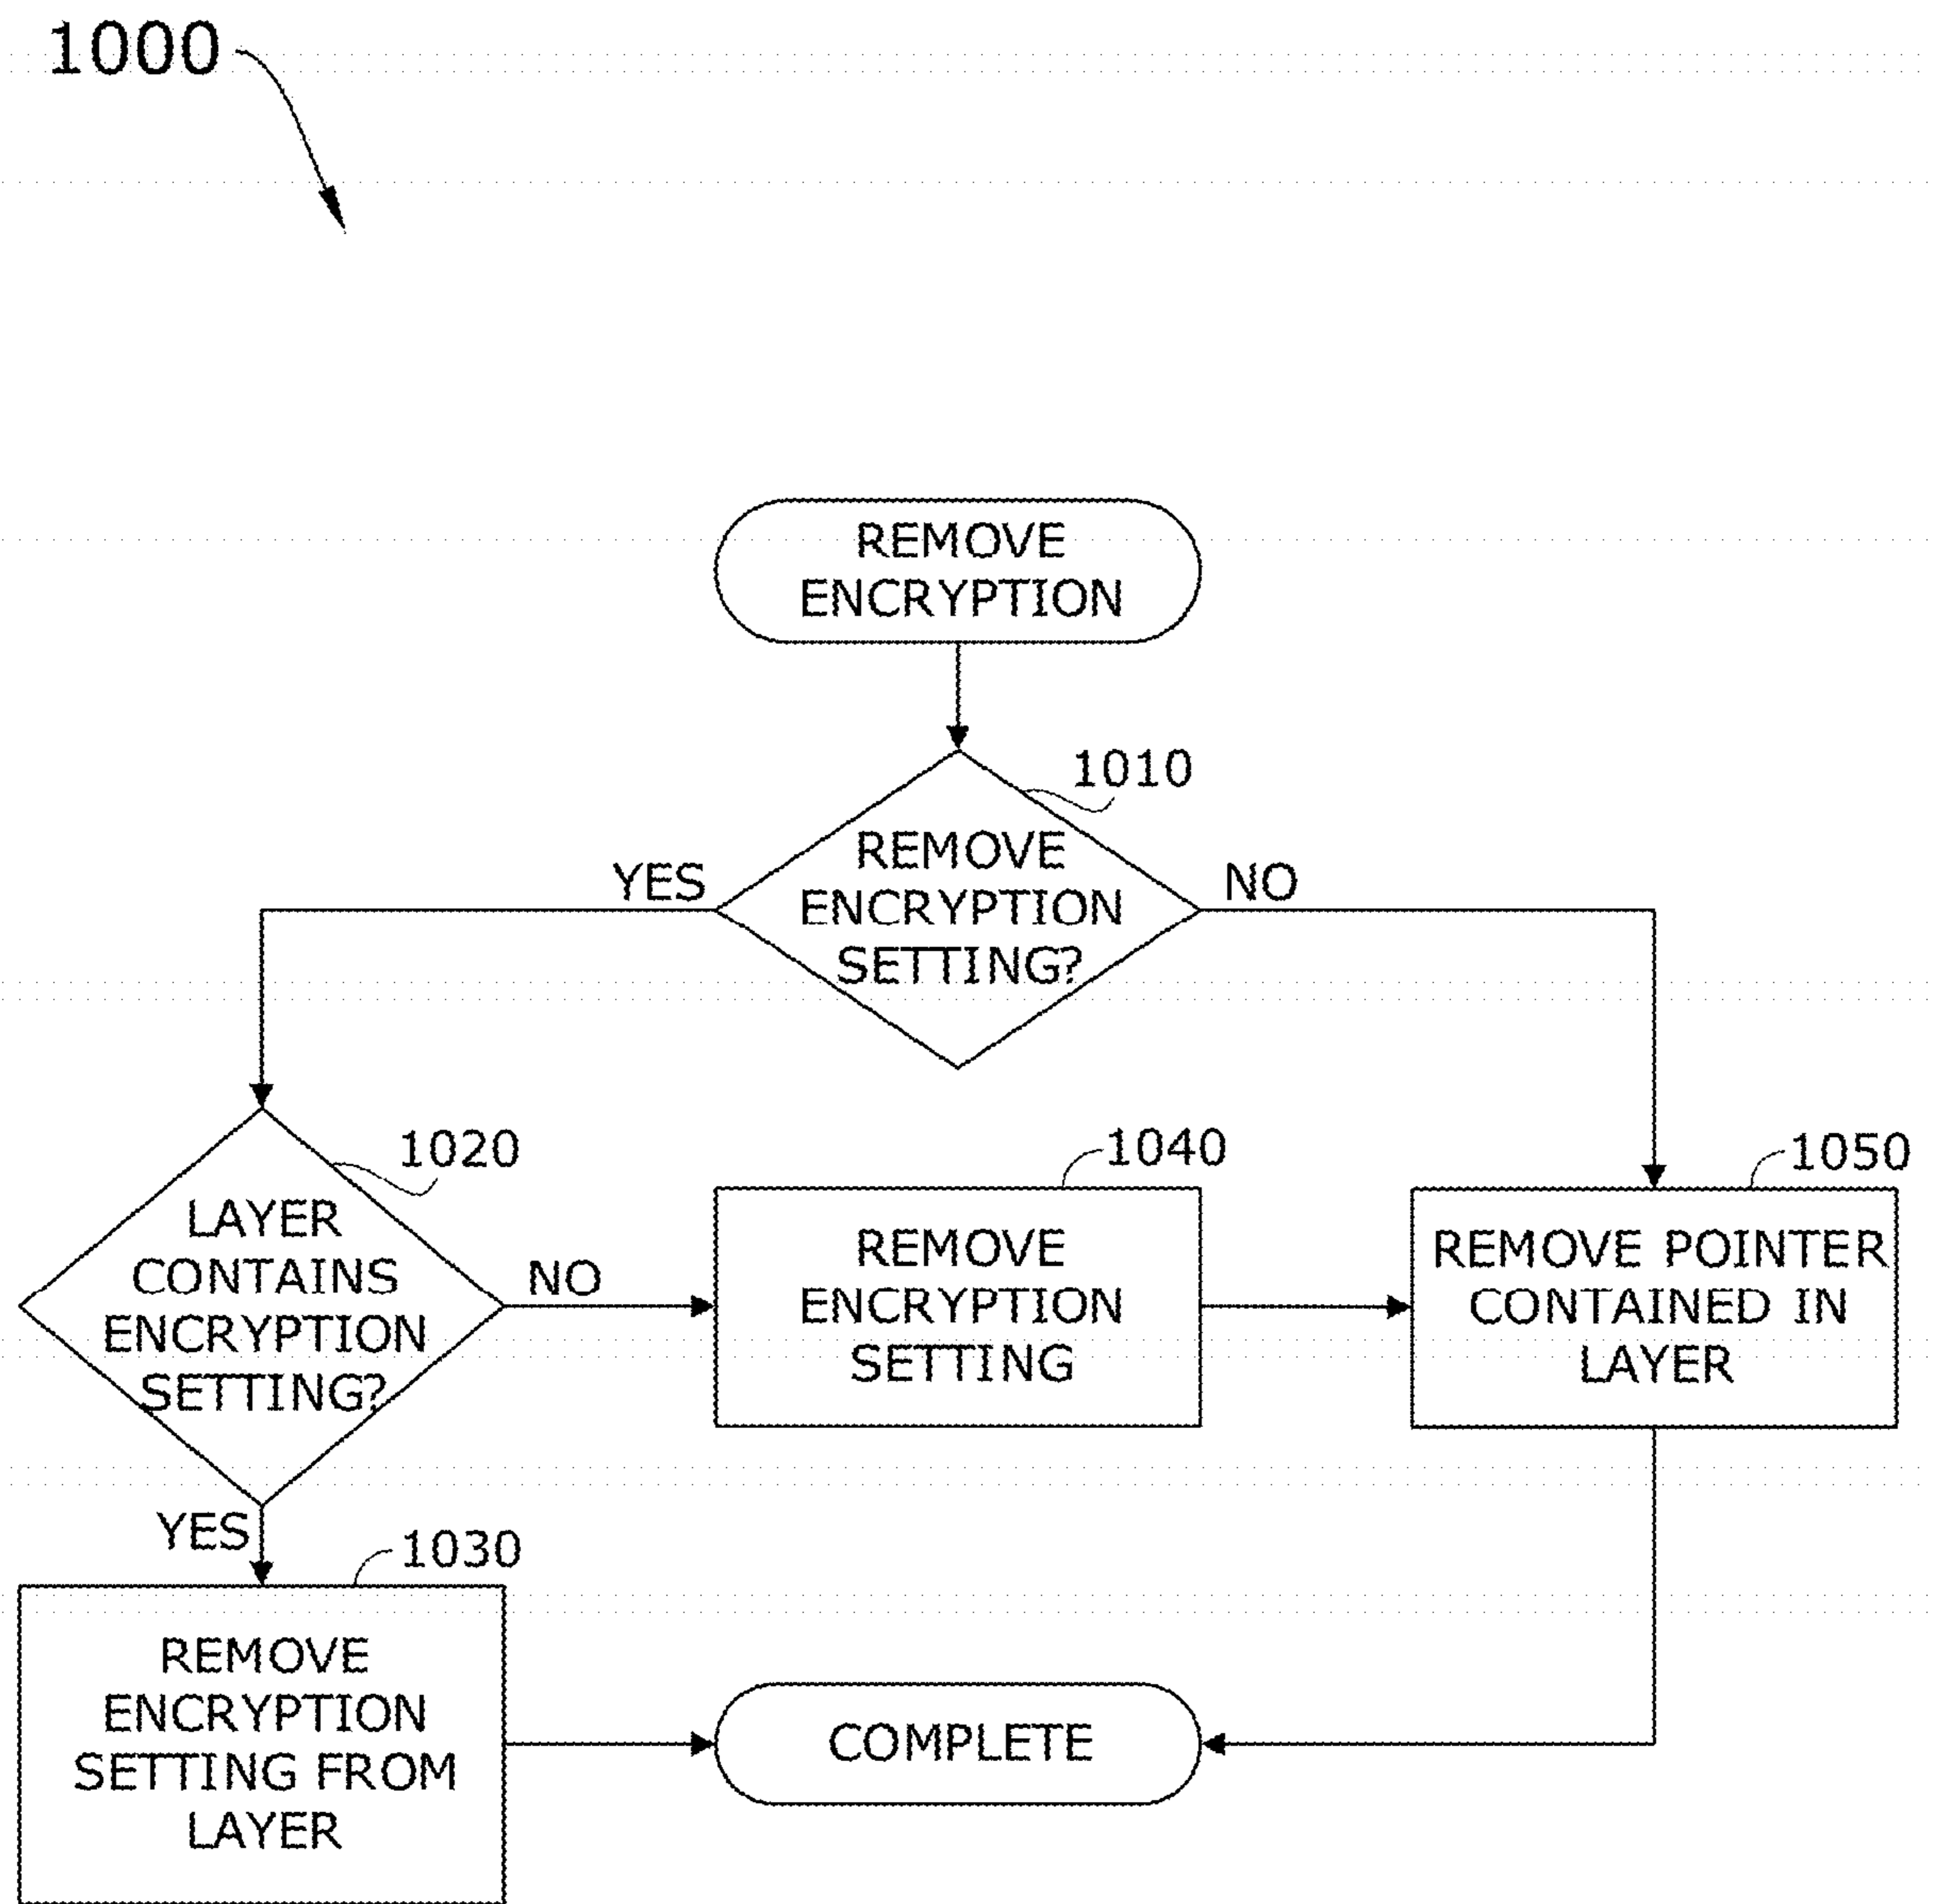 1000
REMOVE
ENCRYPTION
1010
REMOVE
ENCRYPTION
SETTING?
YES
NO
1020
LAYER
CONTAINS
ENCRYPTION
SETTING?
NO
1040
REMOVE
ENCRYPTION
SETTING
1050
REMOVE POINTER
CONTAINED IN
LAYER
YES
1030
REMOVE
ENCRYPTION
SETTING FROM
LAYER
COMPLETE